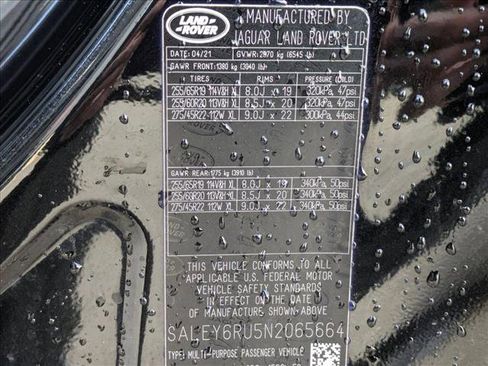 LAND
ROVER
MANUFACTURED BY
JAGUAR LAND ROVER LTD
DATE: 04/21 GVWR: 2970 kg (6545 lb)
GAWR FRONT: 1380 kg (3040 lb)
TIRES RIMS PRESSURE (COLD)
255/65R19 114V&H XL 8.0J x 19 320kPa, 47psi
255/60R20 113V&H XL 8.5J x 20 320kPa, 47psi
275/45R22 112W XL 9.0J x 22 300kPa, 44psi
GAWR REAR: 1775 kg (3910 lb)
255/65R19 114V&H XL 8.0J x 19 340kPa, 50psi
255/60R20 113V&H XL 8.5J x 20 340kPa, 50psi
275/45R22 112W XL 9.0J x 22 340kPa, 50psi
THIS VEHICLE CONFORMS TO ALL
APPLICABLE U.S. FEDERAL MOTOR
VEHICLE SAFETY STANDARDS
IN EFFECT ON THE DATE OF
MANUFACTURE SHOWN ABOVE
SALEY6RU5N2065664
TYPE: MULTI-PURPOSE PASSENGER VEHICLE